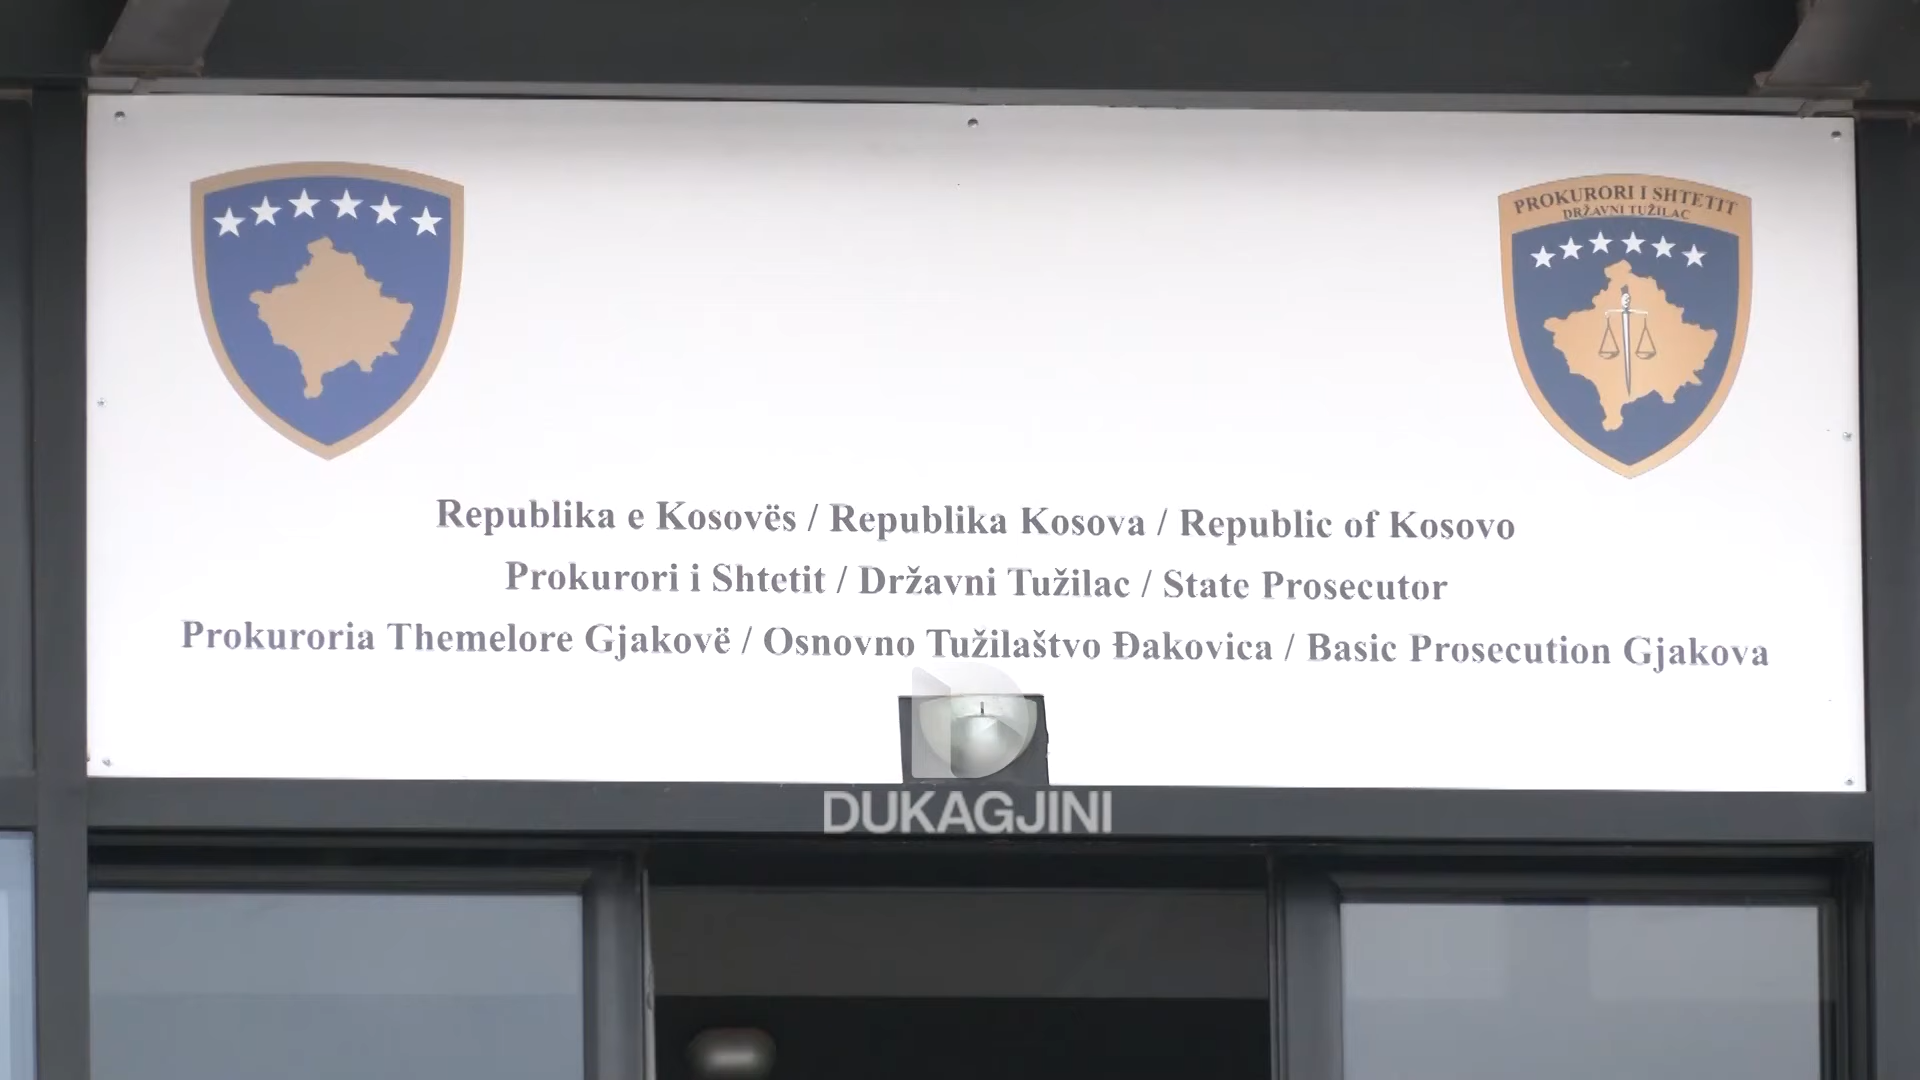 PROKURORI I SHTETIT
DRŽAVNI TUŽILAC
Republika e Kosovës / Republika Kosova / Republic of Kosovo
Prokurori i Shtetit / Državni Tužilac / State Prosecutor
Prokuroria Themelore Gjakovë / Osnovno Tužilaštvo Đakovica / Basic Prosecution Gjakova
DUKAGJINI